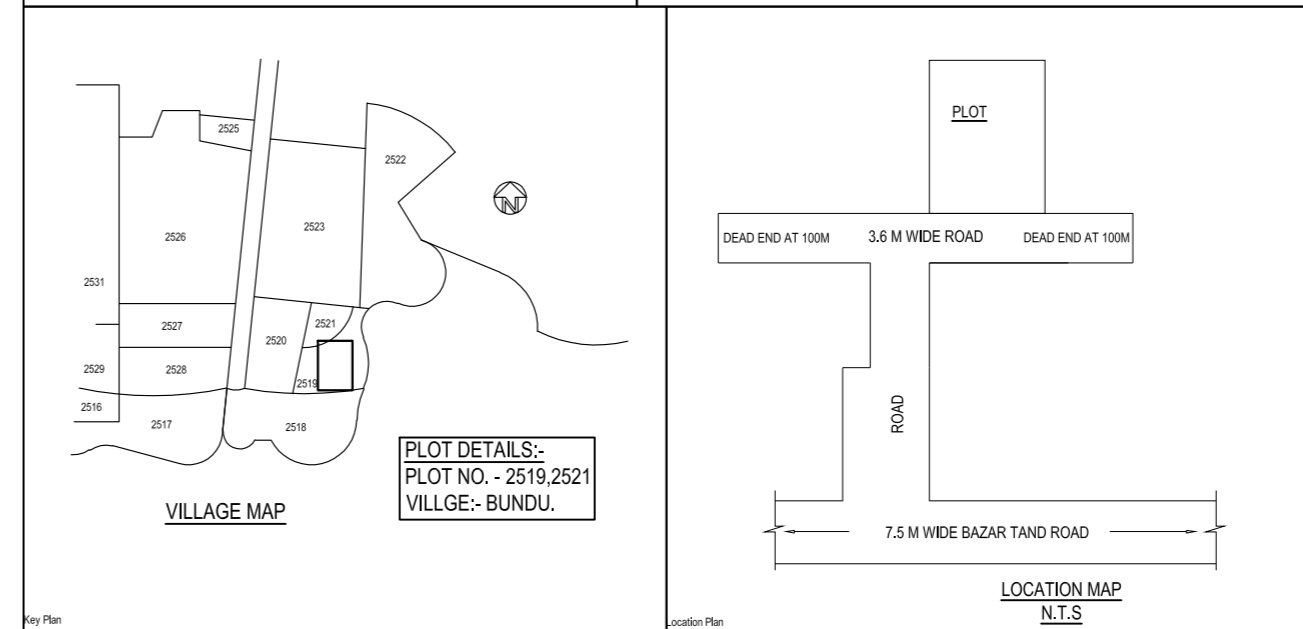 2525
2522
N
2526
2523
2531
2527
2521
2520
2529
2528
2519
2516
2517
2518
PLOT DETAILS:-
PLOT NO. - 2519,2521
VILLGE:- BUNDU.
VILLAGE MAP
Key Plan
PLOT
DEAD END AT 100M
3.6 M WIDE ROAD
DEAD END AT 100M
ROAD
7.5 M WIDE BAZAR TAND ROAD
LOCATION MAP
N.T.S
Location Plan